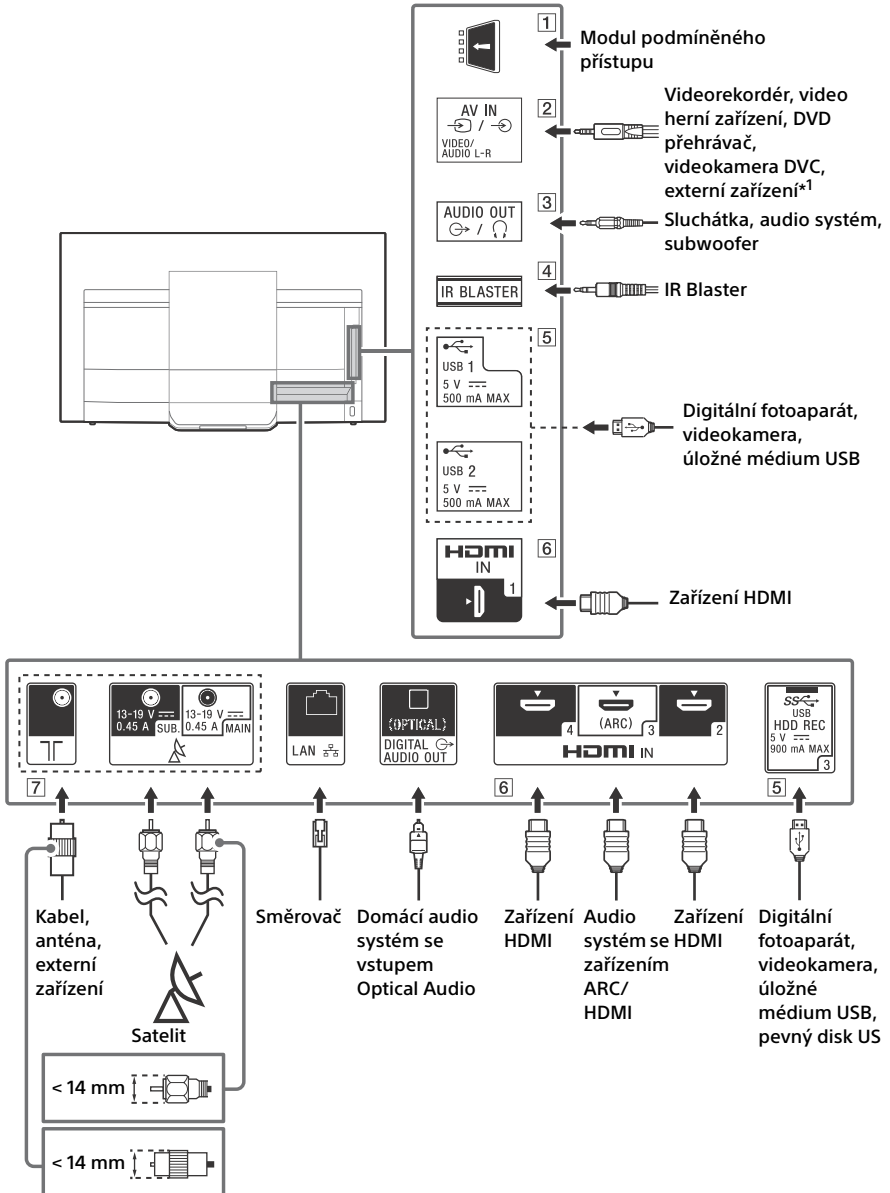 1
Modul podmíněného
přístupu
2
AV IN
/
VIDEO/
AUDIO L-R
Videorekordér, video
herní zařízení, DVD
přehrávač,
videokamera DVC,
externí zařízení*1
3
AUDIO OUT
/
Sluchátka, audio systém,
subwoofer
4
IR BLASTER
IR Blaster
5
USB 1
5 V
500 mA MAX
USB 2
5 V
500 mA MAX
Digitální fotoaparát,
videokamera,
úložné médium USB
6
HDMI
IN
1
Zařízení HDMI
13-19 V
0.45 A
SUB.
13-19 V
0.45 A
MAIN
LAN
(OPTICAL)
DIGITAL
AUDIO OUT
4
(ARC)
3
2
HDMI IN
SS
USB
HDD REC
5 V
900 mA MAX
3
7
6
5
Kabel,
anténa,
externí
zařízení
Satelit
Směrovač
Domácí audio
systém se
vstupem
Optical Audio
Zařízení
HDMI
Audio
systém se
zařízením
ARC/
HDMI
Zařízení
HDMI
Digitální
fotoaparát,
videokamera,
úložné
médium USB,
pevný disk US
< 14 mm
< 14 mm